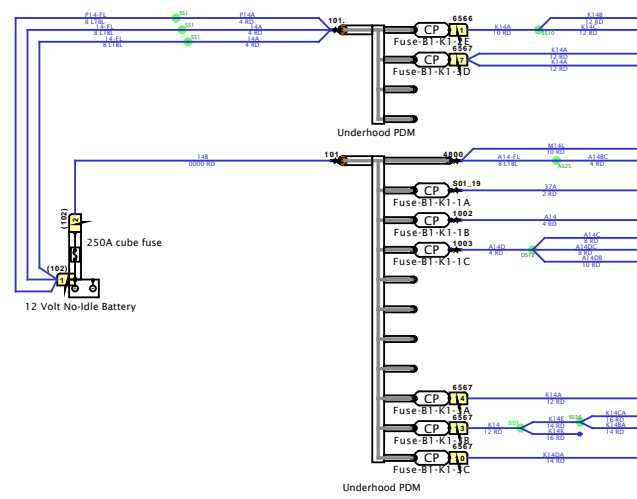 P14-FL
8 LTBL
SS1
P14A
4 RD
14-FL
8 LTBL
SS1
14A
4 RD
14-FL
8 LTBL
SS1
14A
4 RD
101.
CP
6566
Fuse-B1-K1-2E
K14A
10 RD
SS10
K14B
12 RD
K14C
12 RD
CP
7
6567
Fuse-B1-K1-3D
K14A
12 RD
K14A
12 RD
Underhood PDM
14B
0000 RD
101
4800
M14L
10 RD
A14-FL
8 LTBL
AS25
A14BC
4 RD
CP
S01_19
Fuse-B1-K1-1A
37A
2 RD
CP
1002
Fuse-B1-K1-1B
A14
4 RD
CP
1003
Fuse-B1-K1-1C
A14D
4 RD
DS12
A14C
8 RD
A14DC
8 RD
A14DB
10 RD
(102)
2
250A cube fuse
(102)
1
12 Volt No-Idle Battery
CP
4
6567
Fuse-B1-K1-3A
K14A
12 RD
CP
3
6567
Fuse-B1-K1-3B
K14
12 RD
K14E
14 RD
K14K
16 RD
K14CA
16 RD
K14BA
14 RD
CP
6567
Fuse-B1-K1-3C
K14DA
14 RD
Underhood PDM